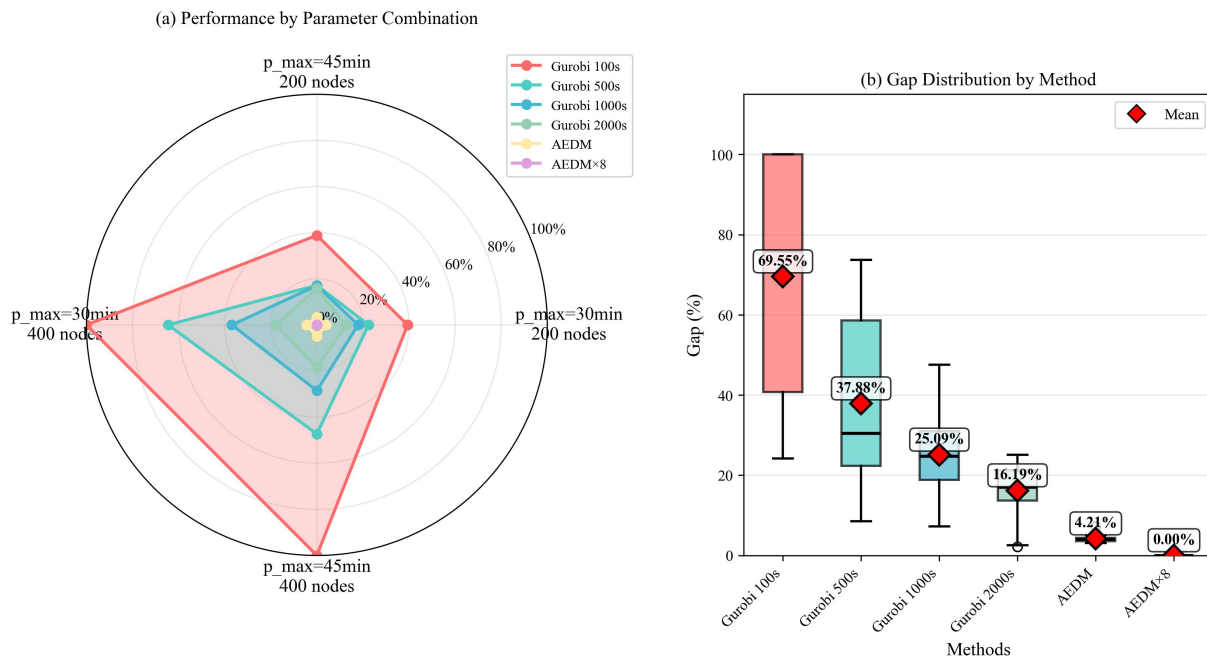 (a) Performance by Parameter Combination
p_max=45min
200 nodes
Gurobi 100s
Gurobi 500s
Gurobi 1000s
Gurobi 2000s
AEDM
AEDM×8
100%
80%
60%
40%
20%
0%
p_max=30min
400 nodes
p_max=30min
200 nodes
p_max=45min
400 nodes
(b) Gap Distribution by Method
Mean
Gap (%)
100
80
60
40
20
0
69.55%
37.88%
25.09%
16.19%
4.21%
0.00%
Gurobi 100s
Gurobi 500s
Gurobi 1000s
Gurobi 2000s
AEDM
AEDM×8
Methods